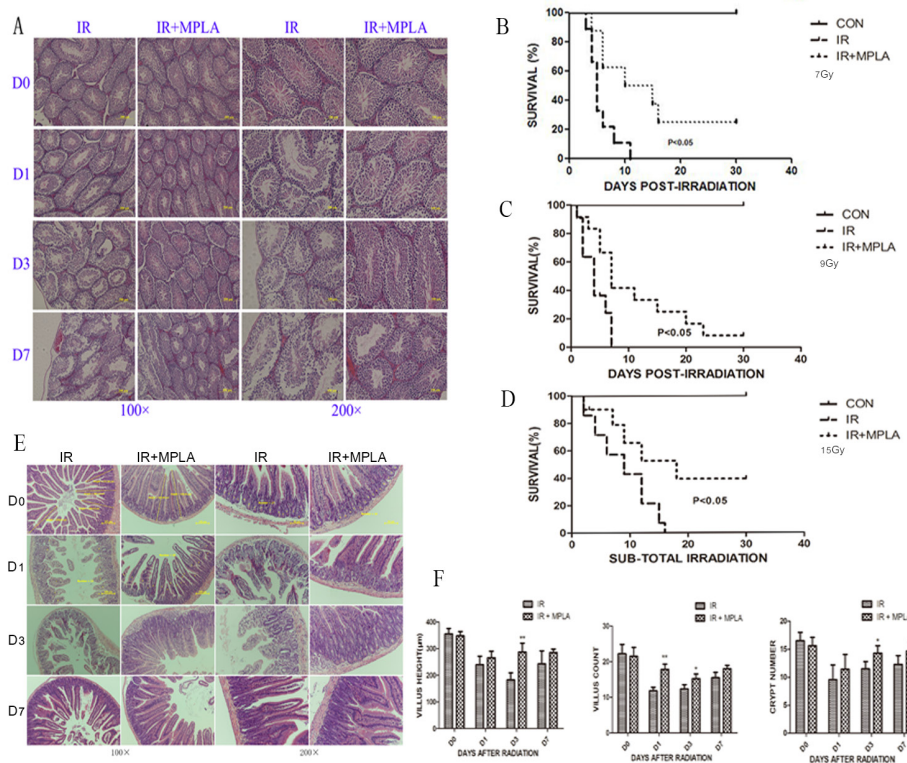 A
IR IR+MPLA IR IR+MPLA
D0
D1
D3
D7
100× 200×
B
SURVIVAL (%)
100
80
60
40
20
0
0 10 20 30 40
DAYS POST-IRRADIATION
P<0.05
CON
IR
IR+MPLA
7Gy
C
SURVIVAL(%)
100
80
60
40
20
0
0 10 20 30 40
DAYS POST-IRRADIATION
P<0.05
CON
IR
IR+MPLA
9Gy
D
SURVIVAL(%)
100
80
60
40
20
0
0 10 20 30 40
SUB-TOTAL IRRADIATION
P<0.05
CON
IR
IR+MPLA
15Gy
E
IR IR+MPLA IR IR+MPLA
D0
D1
D3
D7
100× 200×
F
IR
IR + MPLA
VILLUS HEIGHT(μm)
400
300
200
100
0
**
D0 D1 D3 D7
DAYS AFTER RADIATION
IR
IR + MPLA
VILLUS COUNT
30
20
10
0
** *
D0 D1 D3 D7
DAYS AFTER RADIATION
IR
IR + MPLA
CRYPT NUMBER
20
15
10
5
0
*
D0 D1 D3 D7
DAYS AFTER RADIATION